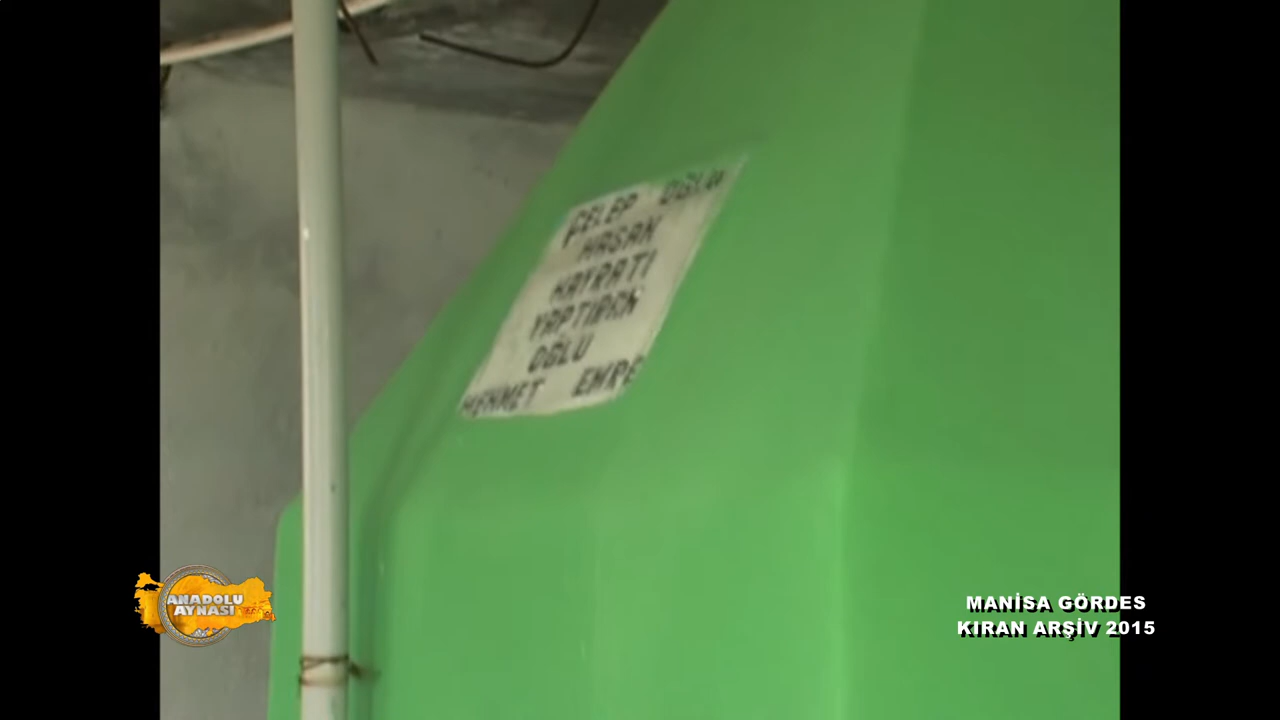 ÇELEP OĞLU
HASAN
HAYRATI
YAPTIRAN
OĞLU
MEHMET EMRE
ANADOLU
AYNASI
MANİSA GÖRDES
KIRAN ARŞİV 2015